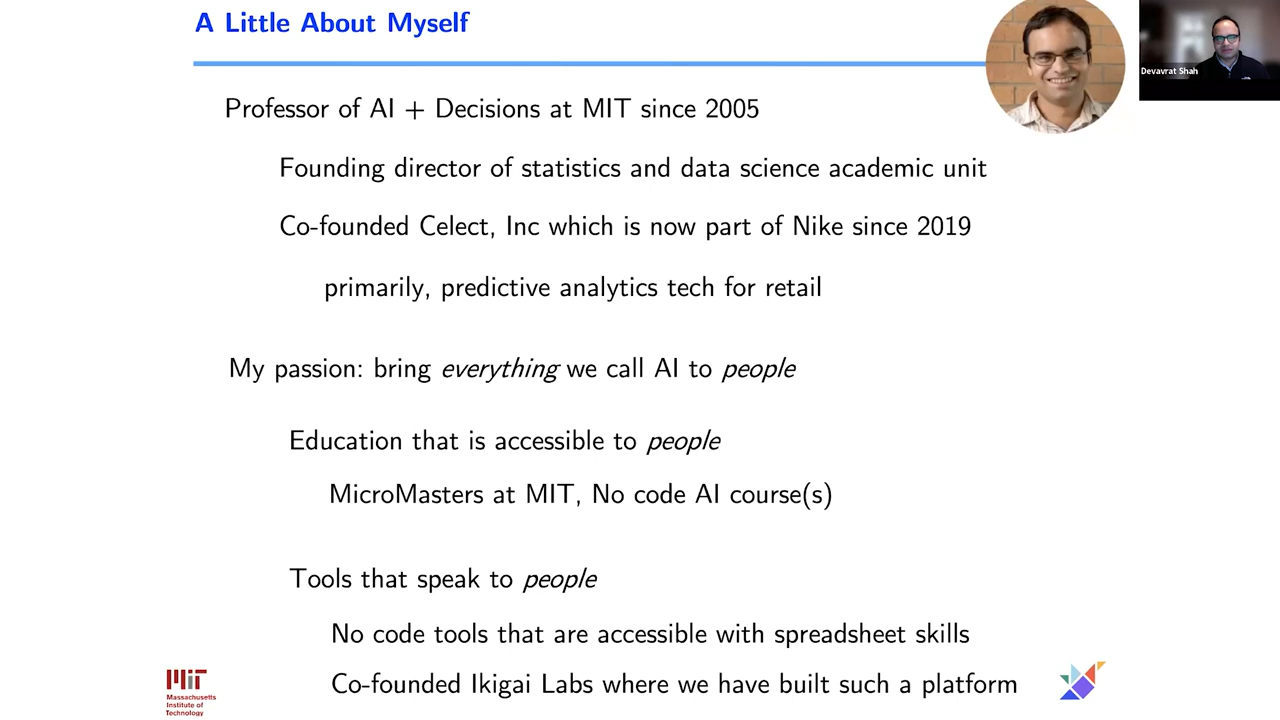 A Little About Myself
Devavrat Shah
Professor of AI + Decisions at MIT since 2005
Founding director of statistics and data science academic unit
Co-founded Celect, Inc which is now part of Nike since 2019
primarily, predictive analytics tech for retail
My passion: bring everything we call AI to people
Education that is accessible to people
MicroMasters at MIT, No code AI course(s)
Tools that speak to people
No code tools that are accessible with spreadsheet skills
Co-founded Ikigai Labs where we have built such a platform
MIT
Massachusetts
Institute of
Technology